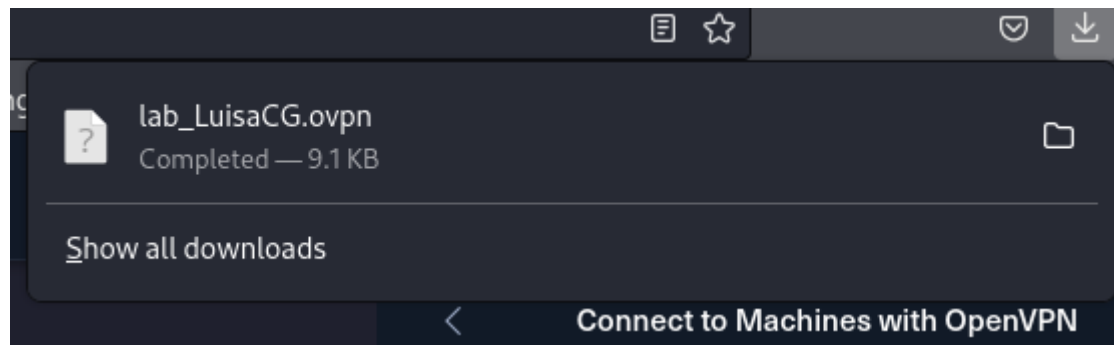 lab_LuisaCG.ovpn
Completed — 9.1 KB
Show all downloads
Connect to Machines with OpenVPN